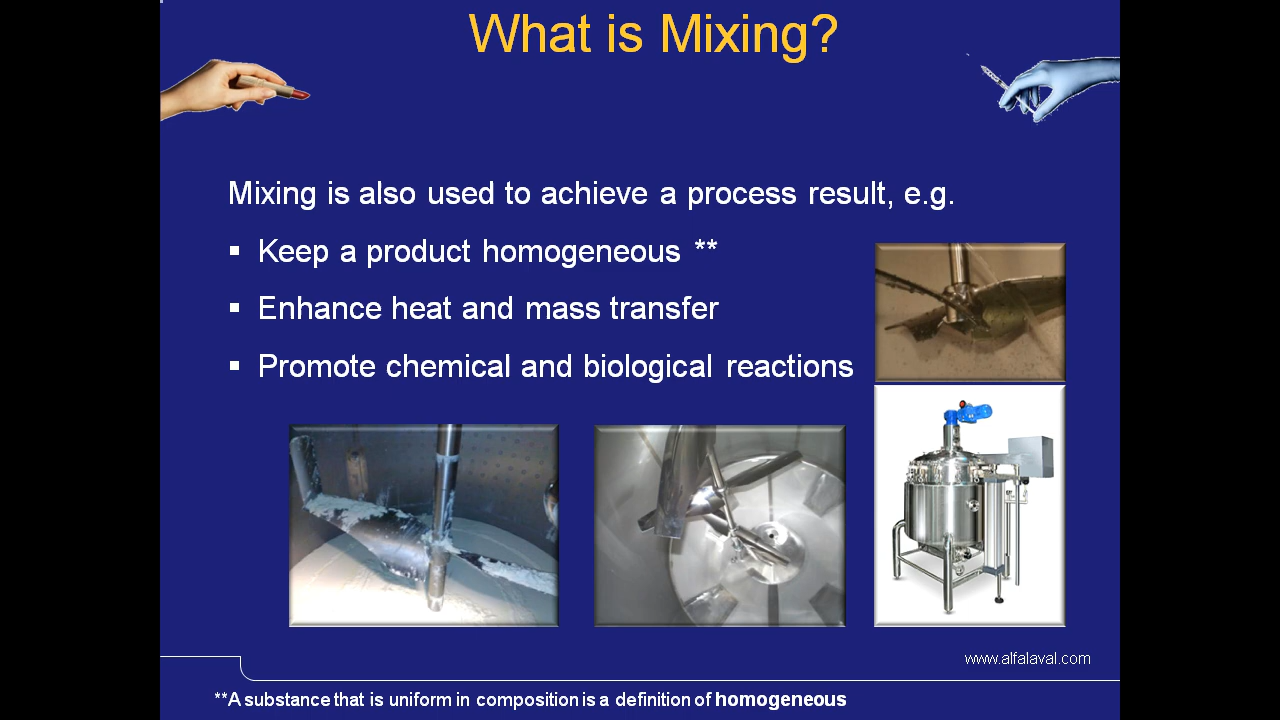 What is Mixing?
Mixing is also used to achieve a process result, e.g.
▪ Keep a product homogeneous **
▪ Enhance heat and mass transfer
▪ Promote chemical and biological reactions
www.alfalaval.com
**A substance that is uniform in composition is a definition of homogeneous